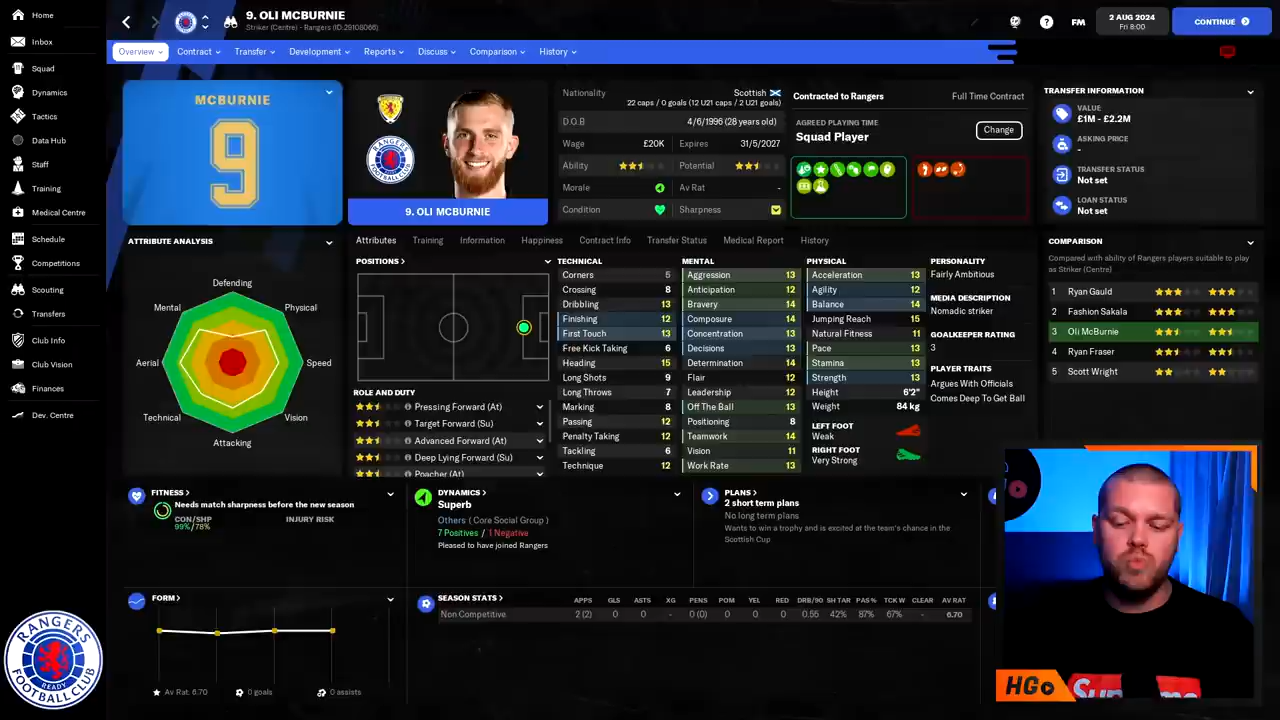 Home
Inbox
Squad
Dynamics
Tactics
Data Hub
Staff
Training
Medical Centre
Schedule
Competitions
Scouting
Transfers
Club Info
Club Vision
Finances
Dev. Centre
RANGERS
READY
FOOTBALL CLUB
9. OLI MCBURNIE
Striker (Centre) - Rangers (ID:29108066)
FM
2 AUG 2024
Fri 8:00
CONTINUE
Overview
Contract
Transfer
Development
Reports
Discuss
Comparison
History
MCBURNIE
9
9. OLI MCBURNIE
Nationality Scottish
22 caps / 0 goals (12 U21 caps / 2 U21 goals)
D.O.B 4/6/1996 (28 years old)
Wage £20K Expires 31/5/2027
Ability Potential
Morale Av Rat -
Condition Sharpness
Contracted to Rangers Full Time Contract
AGREED PLAYING TIME
Squad Player
Change
TRANSFER INFORMATION
VALUE
£1M - £2.2M
ASKING PRICE
-
TRANSFER STATUS
Not set
LOAN STATUS
Not set
ATTRIBUTE ANALYSIS
Defending
Mental Physical
Aerial Speed
Technical Vision
Attacking
Attributes Training Information Happiness Contract Info Transfer Status Medical Report History
POSITIONS >
ROLE AND DUTY
Pressing Forward (At)
Target Forward (Su)
Advanced Forward (At)
Deep Lying Forward (Su)
Poacher (At)
TECHNICAL
Corners 5
Crossing 8
Dribbling 13
Finishing 12
First Touch 13
Free Kick Taking 6
Heading 15
Long Shots 9
Long Throws 7
Marking 8
Passing 12
Penalty Taking 12
Tackling 6
Technique 12
MENTAL
Aggression 13
Anticipation 12
Bravery 14
Composure 14
Concentration 13
Decisions 13
Determination 14
Flair 12
Leadership 12
Off The Ball 13
Positioning 8
Teamwork 14
Vision 11
Work Rate 13
PHYSICAL
Acceleration 13
Agility 12
Balance 14
Jumping Reach 15
Natural Fitness 11
Pace 13
Stamina 13
Strength 13
Height 6'2"
Weight 84 kg
LEFT FOOT
Weak
RIGHT FOOT
Very Strong
PERSONALITY
Fairly Ambitious
MEDIA DESCRIPTION
Nomadic striker
GOALKEEPER RATING
3
PLAYER TRAITS
Argues With Officials
Comes Deep To Get Ball
COMPARISON
Compared with ability of Rangers players suitable to play
as Striker (Centre)
1 Ryan Gauld
2 Fashion Sakala
3 Oli McBurnie
4 Ryan Fraser
5 Scott Wright
FITNESS >
Needs match sharpness before the new season
CON/SHP INJURY RISK
99%/78%
DYNAMICS >
Superb
Others ( Core Social Group )
7 Positives / 1 Negative
Pleased to have joined Rangers
PLANS >
2 short term plans
No long term plans
Wants to win a trophy and is excited at the team's chance in the
Scottish Cup
FORM >
Av Rat: 6.70 0 goals 0 assists
SEASON STATS > APPS GLS ASTS XG PENS POM YEL RED DRB/90 SH TAR PAS % TCK W CLEAR AV RAT
Non Competitive 2 (2) 0 0 - 0 (0) 0 0 0 0.55 42% 87% 67% - 6.70
HGo